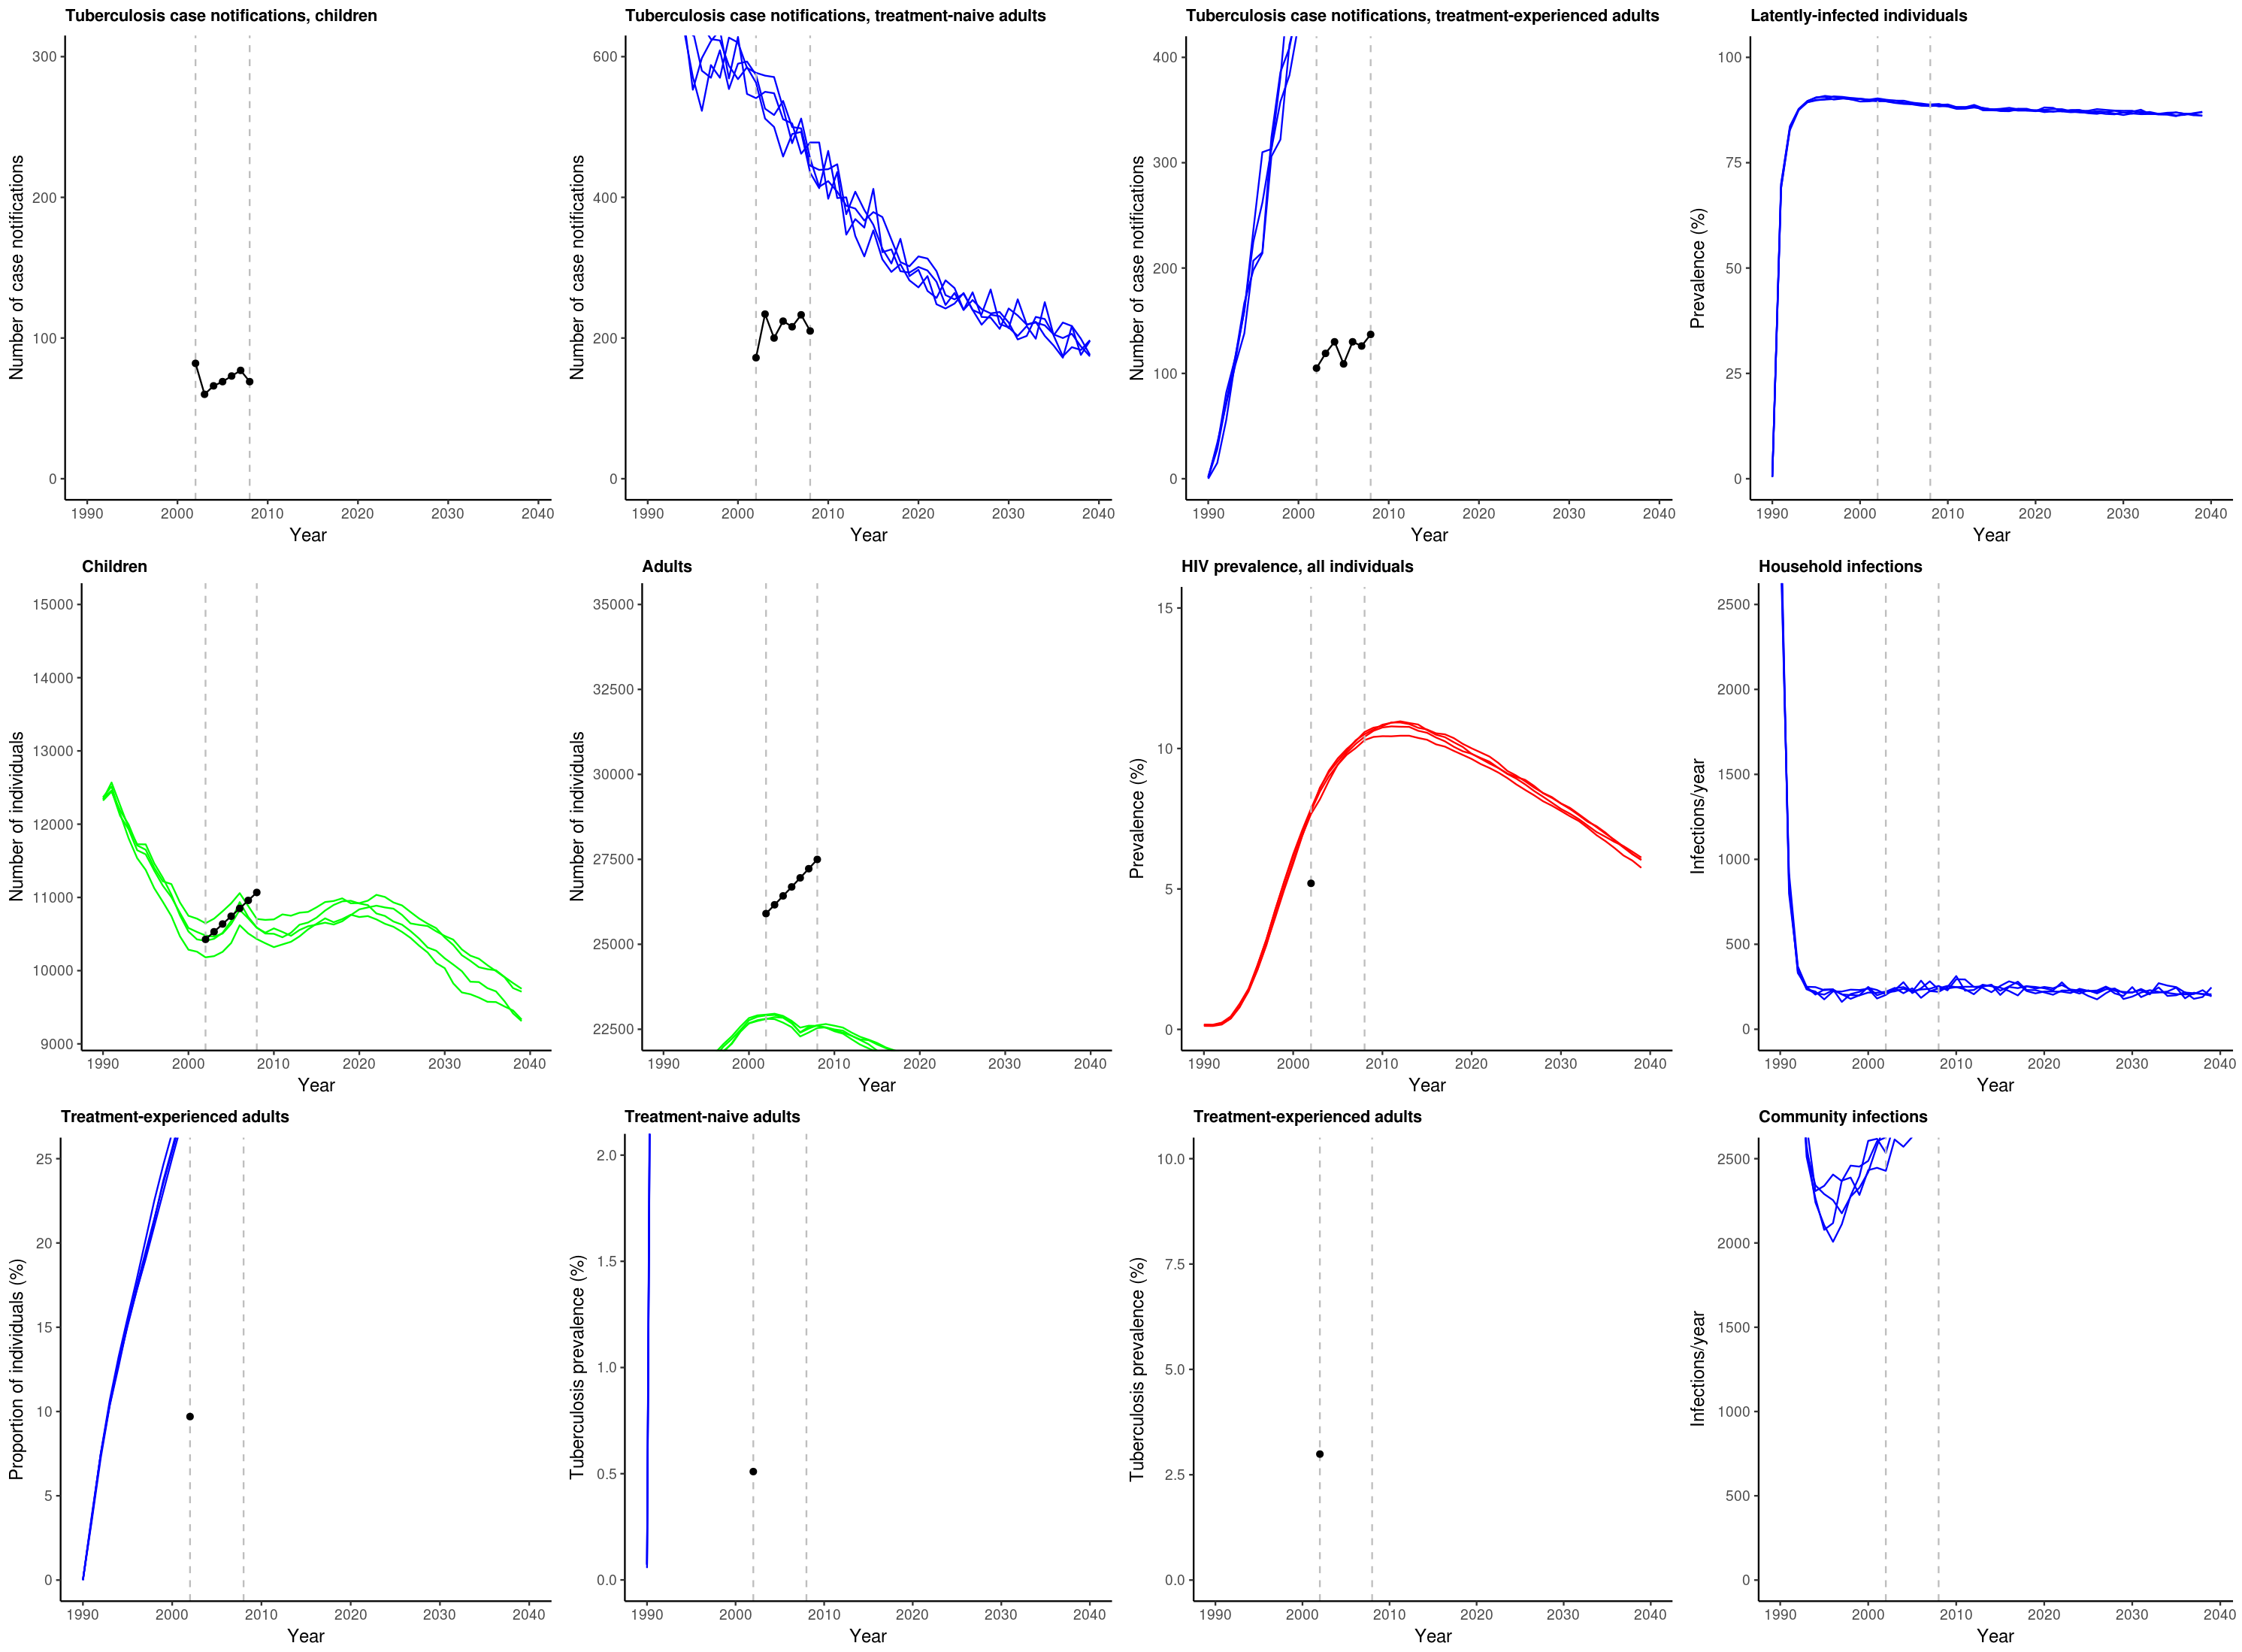 Tuberculosis case notifications, children
Number of case notifications
300
200
100
0
1990 2000 2010 2020 2030 2040
Year
Tuberculosis case notifications, treatment-naive adults
Number of case notifications
600
400
200
0
1990 2000 2010 2020 2030 2040
Year
Tuberculosis case notifications, treatment-experienced adults
Number of case notifications
400
300
200
100
0
1990 2000 2010 2020 2030 2040
Year
Latently-infected individuals
Prevalence (%)
100
75
50
25
0
1990 2000 2010 2020 2030 2040
Year
Children
Number of individuals
15000
14000
13000
12000
11000
10000
9000
1990 2000 2010 2020 2030 2040
Year
Adults
Number of individuals
35000
32500
30000
27500
25000
22500
1990 2000 2010 2020 2030 2040
Year
HIV prevalence, all individuals
Prevalence (%)
15
10
5
0
1990 2000 2010 2020 2030 2040
Year
Household infections
Infections/year
2500
2000
1500
1000
500
0
1990 2000 2010 2020 2030 2040
Year
Treatment-experienced adults
Proportion of individuals (%)
25
20
15
10
5
0
1990 2000 2010 2020 2030 2040
Year
Treatment-naive adults
Tuberculosis prevalence (%)
2.0
1.5
1.0
0.5
0.0
1990 2000 2010 2020 2030 2040
Year
Treatment-experienced adults
Tuberculosis prevalence (%)
10.0
7.5
5.0
2.5
0.0
1990 2000 2010 2020 2030 2040
Year
Community infections
Infections/year
2500
2000
1500
1000
500
0
1990 2000 2010 2020 2030 2040
Year